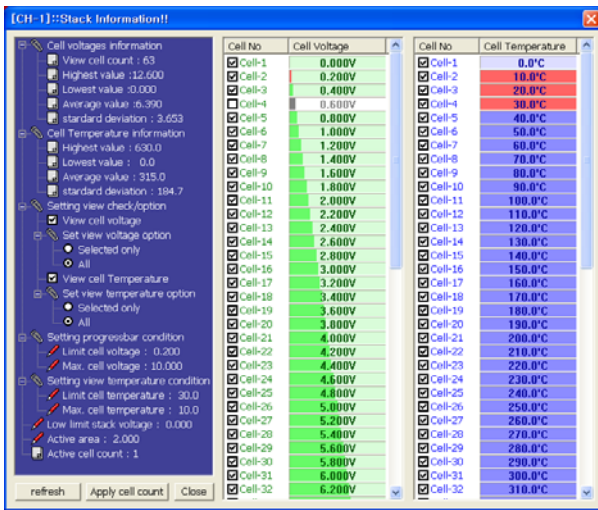 [CH-1]::Stack Information!!
Cell voltages information
View cell count : 63
Highest value :12.600
Lowest value :0.000
Average value :6.390
stardard deviation : 3.653
Cell Temperature information
Highest value : 630.0
Lowest value : 0.0
Average value : 315.0
stardard deviation : 184.7
Setting view check/option
View cell voltage
Set view voltage option
Selected only
All
View cell Temperature
Set view temperature option
Selected only
All
Setting progressbar condition
Limit cell voltage : 0.200
Max. cell voltage : 10.000
Setting view temperature condition
Limit cell temperature : 30.0
Max. cell temperature : 10.0
Low limit stack voltage : 0.000
Active area : 2.000
Active cell count : 1
refresh Apply cell count Close
Cell No Cell Voltage
Cell-1 0.000V
Cell-2 0.200V
Cell-3 0.400V
Cell-4 0.600V
Cell-5 0.800V
Cell-6 1.000V
Cell-7 1.200V
Cell-8 1.400V
Cell-9 1.600V
Cell-10 1.800V
Cell-11 2.000V
Cell-12 2.200V
Cell-13 2.400V
Cell-14 2.600V
Cell-15 2.800V
Cell-16 3.000V
Cell-17 3.200V
Cell-18 3.400V
Cell-19 3.600V
Cell-20 3.800V
Cell-21 4.000V
Cell-22 4.200V
Cell-23 4.400V
Cell-24 4.600V
Cell-25 4.800V
Cell-26 5.000V
Cell-27 5.200V
Cell-28 5.400V
Cell-29 5.600V
Cell-30 5.800V
Cell-31 6.000V
Cell-32 6.200V
Cell No Cell Temperature
Cell-1 0.0'C
Cell-2 10.0'C
Cell-3 20.0'C
Cell-4 30.0'C
Cell-5 40.0'C
Cell-6 50.0'C
Cell-7 60.0'C
Cell-8 70.0'C
Cell-9 80.0'C
Cell-10 90.0'C
Cell-11 100.0'C
Cell-12 110.0'C
Cell-13 120.0'C
Cell-14 130.0'C
Cell-15 140.0'C
Cell-16 150.0'C
Cell-17 160.0'C
Cell-18 170.0'C
Cell-19 180.0'C
Cell-20 190.0'C
Cell-21 200.0'C
Cell-22 210.0'C
Cell-23 220.0'C
Cell-24 230.0'C
Cell-25 240.0'C
Cell-26 250.0'C
Cell-27 260.0'C
Cell-28 270.0'C
Cell-29 280.0'C
Cell-30 290.0'C
Cell-31 300.0'C
Cell-32 310.0'C